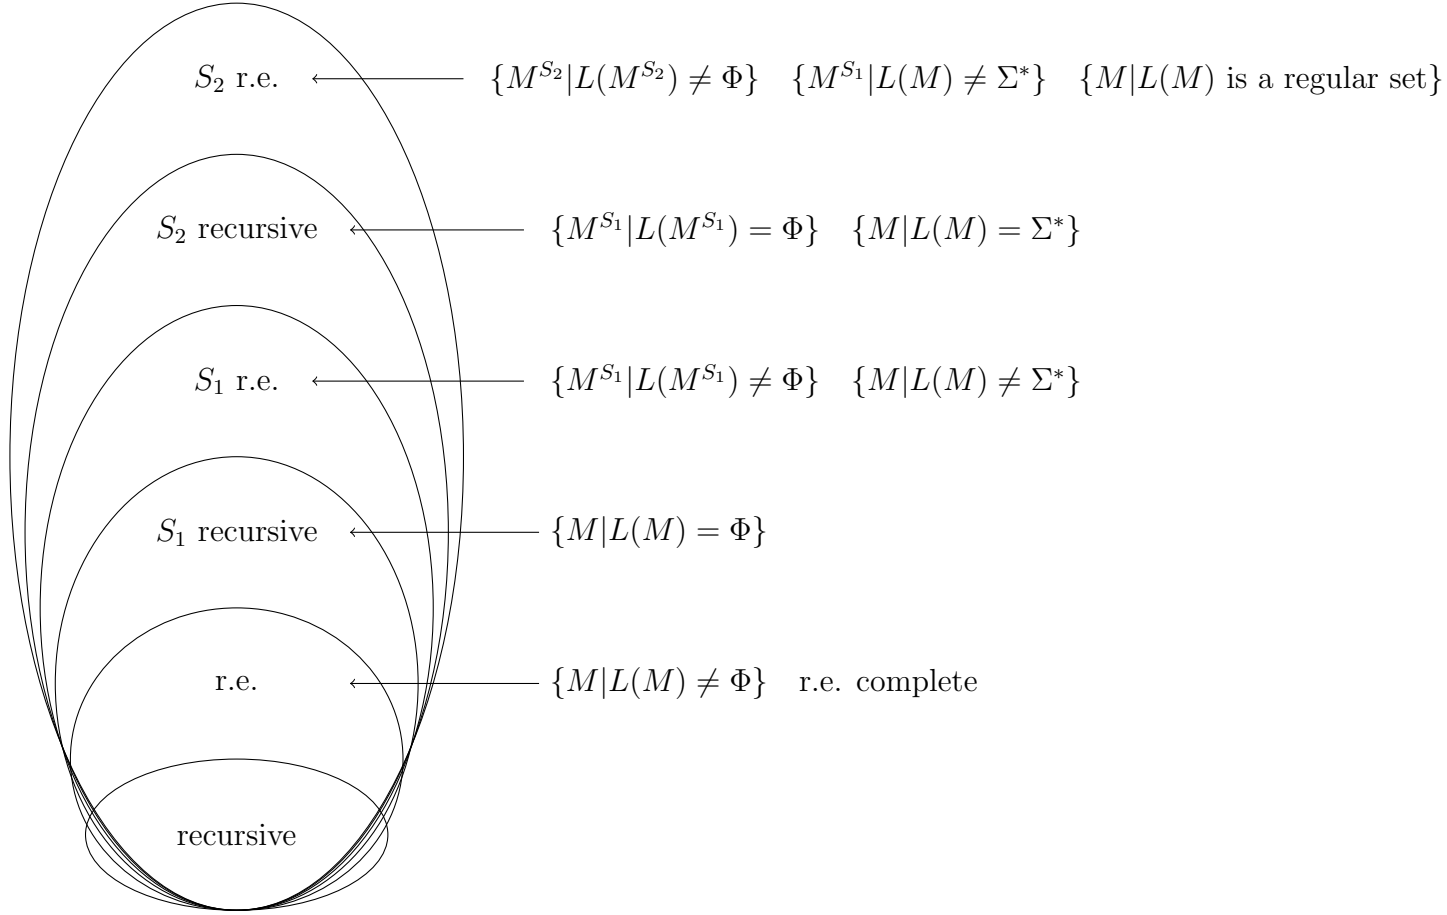 S₂ r.e. {M^{S₂}|L(M^{S₂}) ≠ Φ} {M^{S₁}|L(M) ≠ Σ*} {M|L(M) is a regular set}
S₂ recursive {M^{S₁}|L(M^{S₁}) = Φ} {M|L(M) = Σ*}
S₁ r.e. {M^{S₁}|L(M^{S₁}) ≠ Φ} {M|L(M) ≠ Σ*}
S₁ recursive {M|L(M) = Φ}
r.e. {M|L(M) ≠ Φ} r.e. complete
recursive